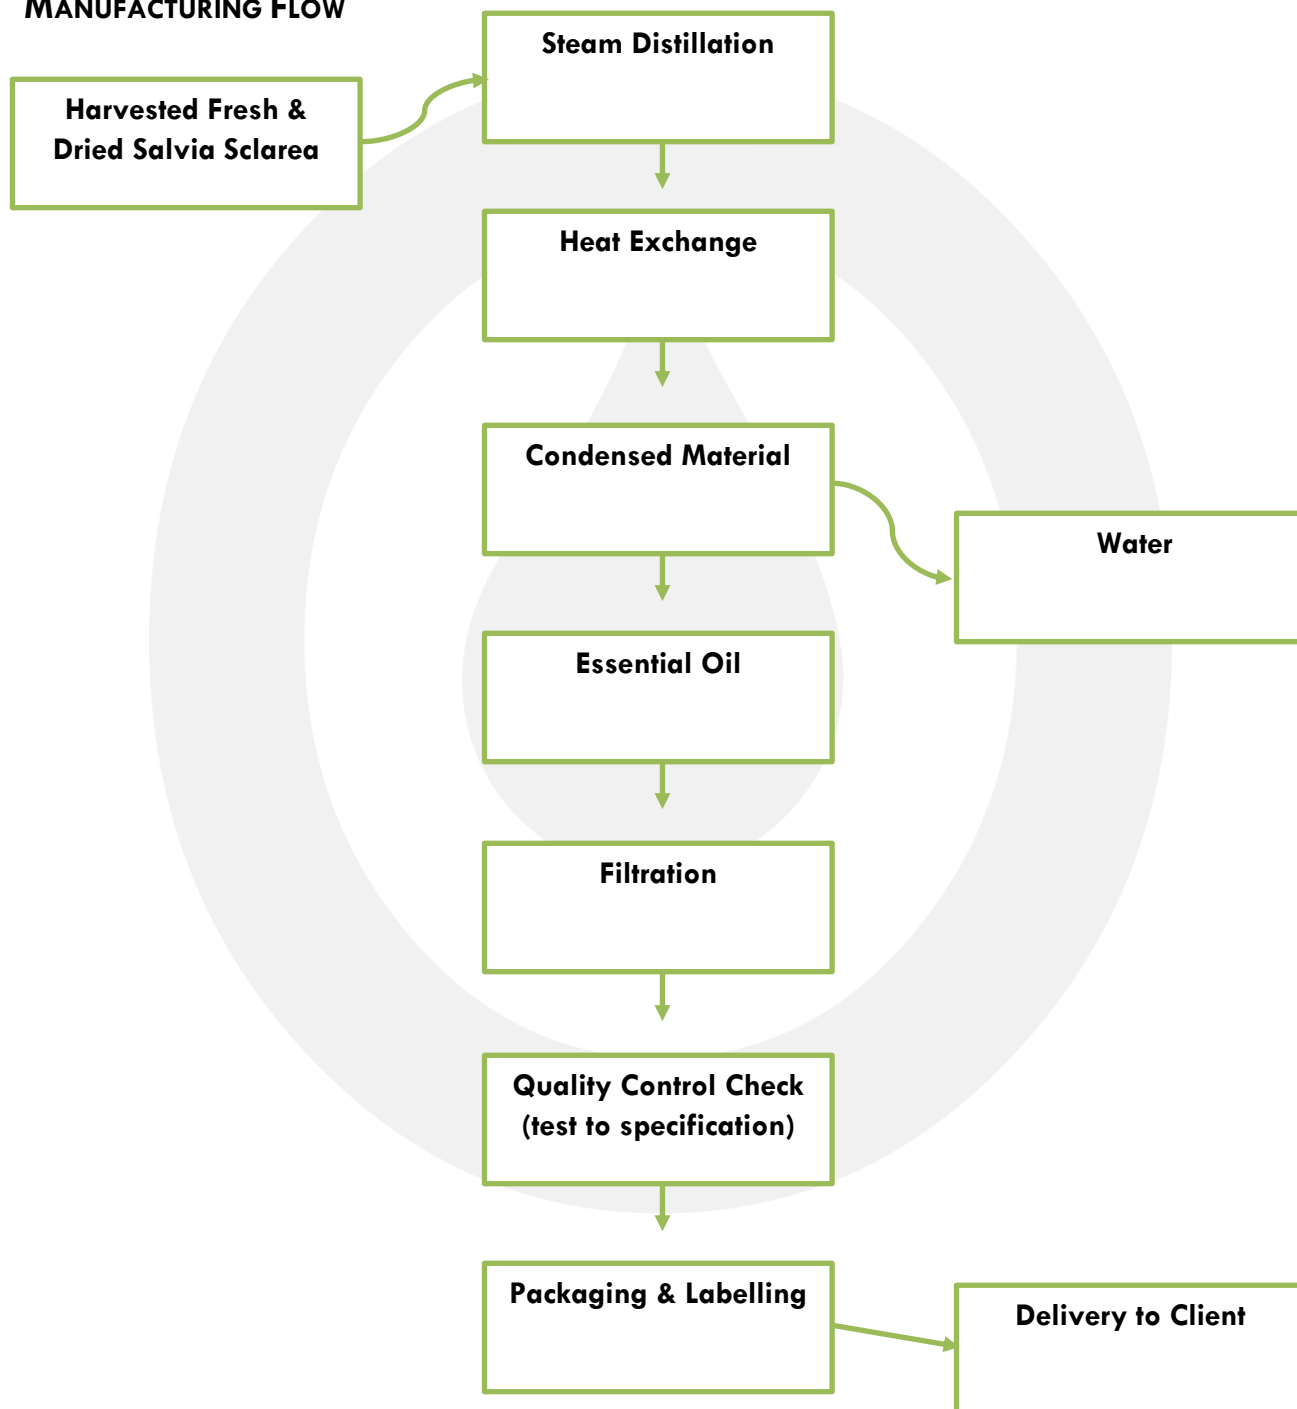 MANUFACTURING FLOW
Steam Distillation
Harvested Fresh &
Dried Salvia Sclarea
Heat Exchange
Condensed Material
Water
Essential Oil
Filtration
Quality Control Check
(test to specification)
Packaging & Labelling
Delivery to Client